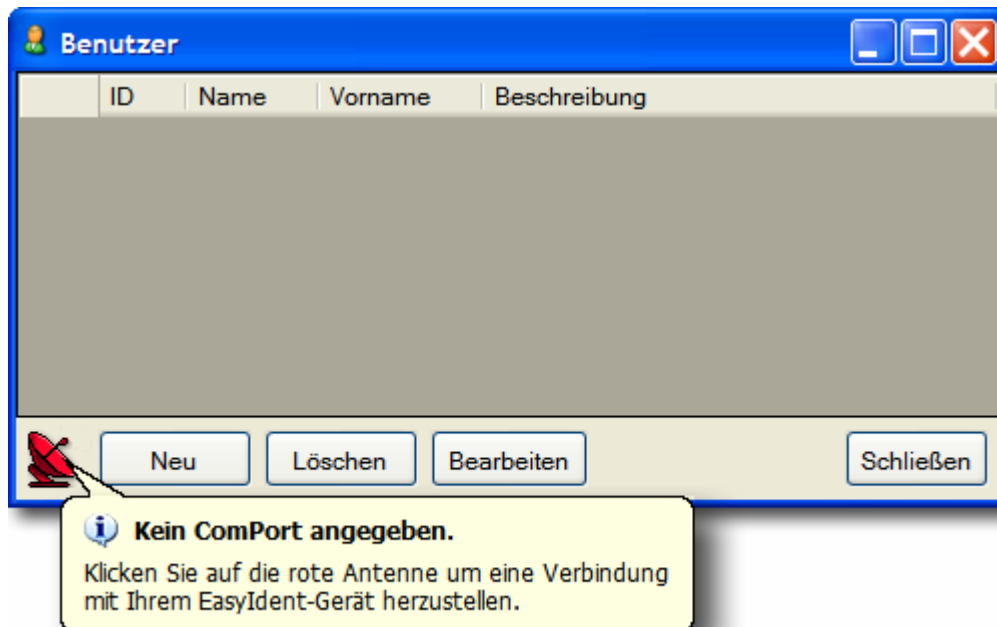 Benutzer
ID Name Vorname Beschreibung
Neu Löschen Bearbeiten Schließen
Kein ComPort angegeben.
Klicken Sie auf die rote Antenne um eine Verbindung
mit Ihrem EasyIdent-Gerät herzustellen.